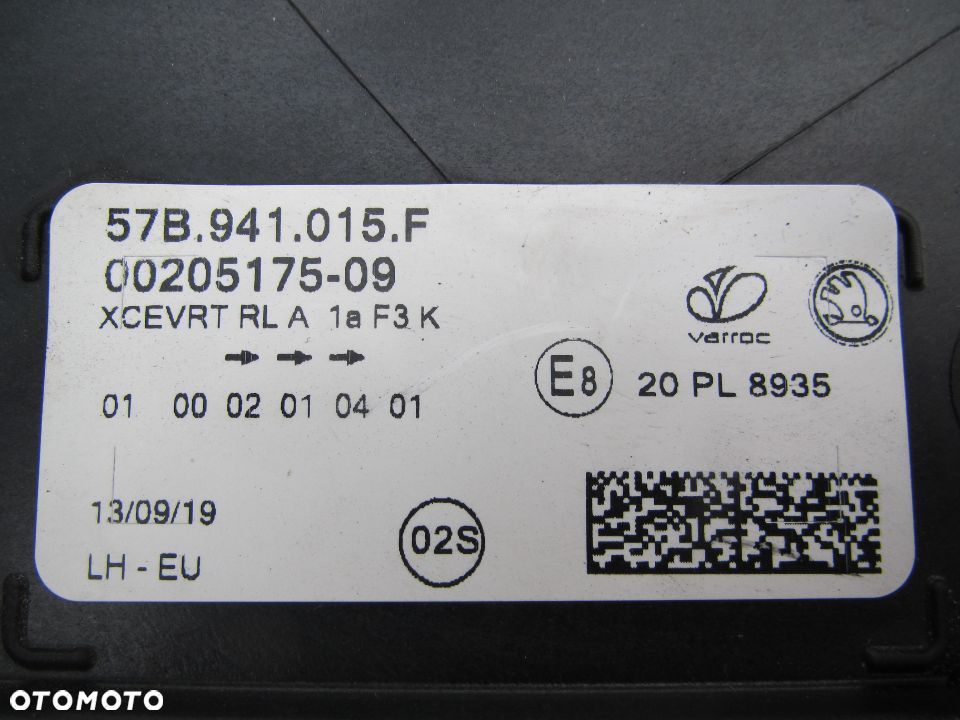 57B.941.015.F
00205175-09
XCEVRT RL A 1a F3 K
01 00 02 01 04 01
varroc
E8 20 PL 8935
13/09/19
02S
LH - EU
OTOMOTO